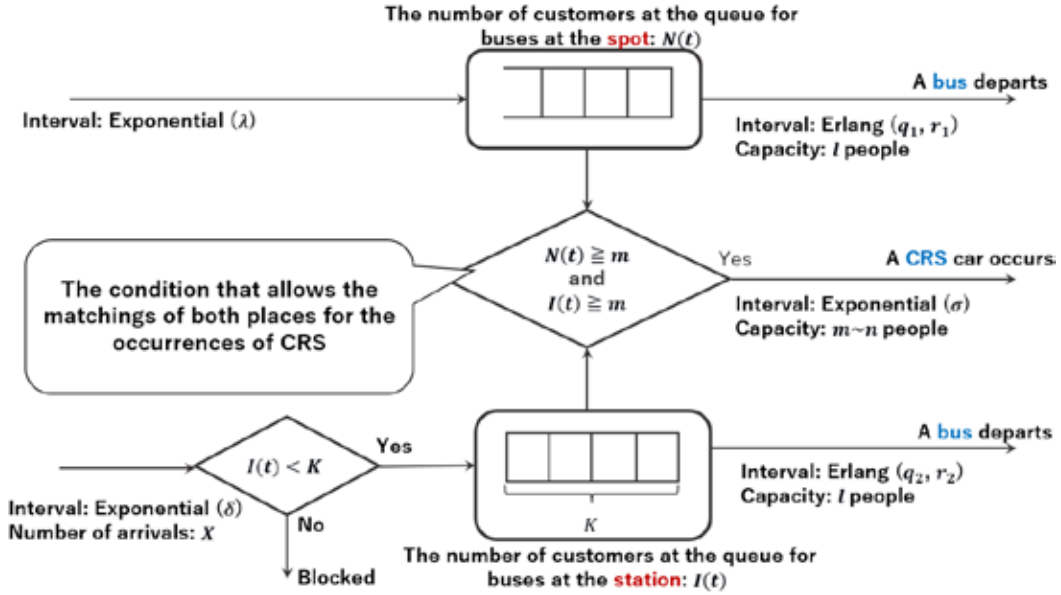 The number of customers at the queue for
buses at the spot: N(t)
A bus departs
Interval: Exponential (λ)
Interval: Erlang (q₁, r₁)
Capacity: l people
N(t) ≧ m
and
I(t) ≧ m
Yes
A CRS car occurs
Interval: Exponential (σ)
Capacity: m~n people
The condition that allows the
matchings of both places for the
occurrences of CRS
I(t) < K
Yes
No
Blocked
Interval: Exponential (δ)
Number of arrivals: X
K
A bus departs
Interval: Erlang (q₂, r₂)
Capacity: l people
The number of customers at the queue for
buses at the station: I(t)